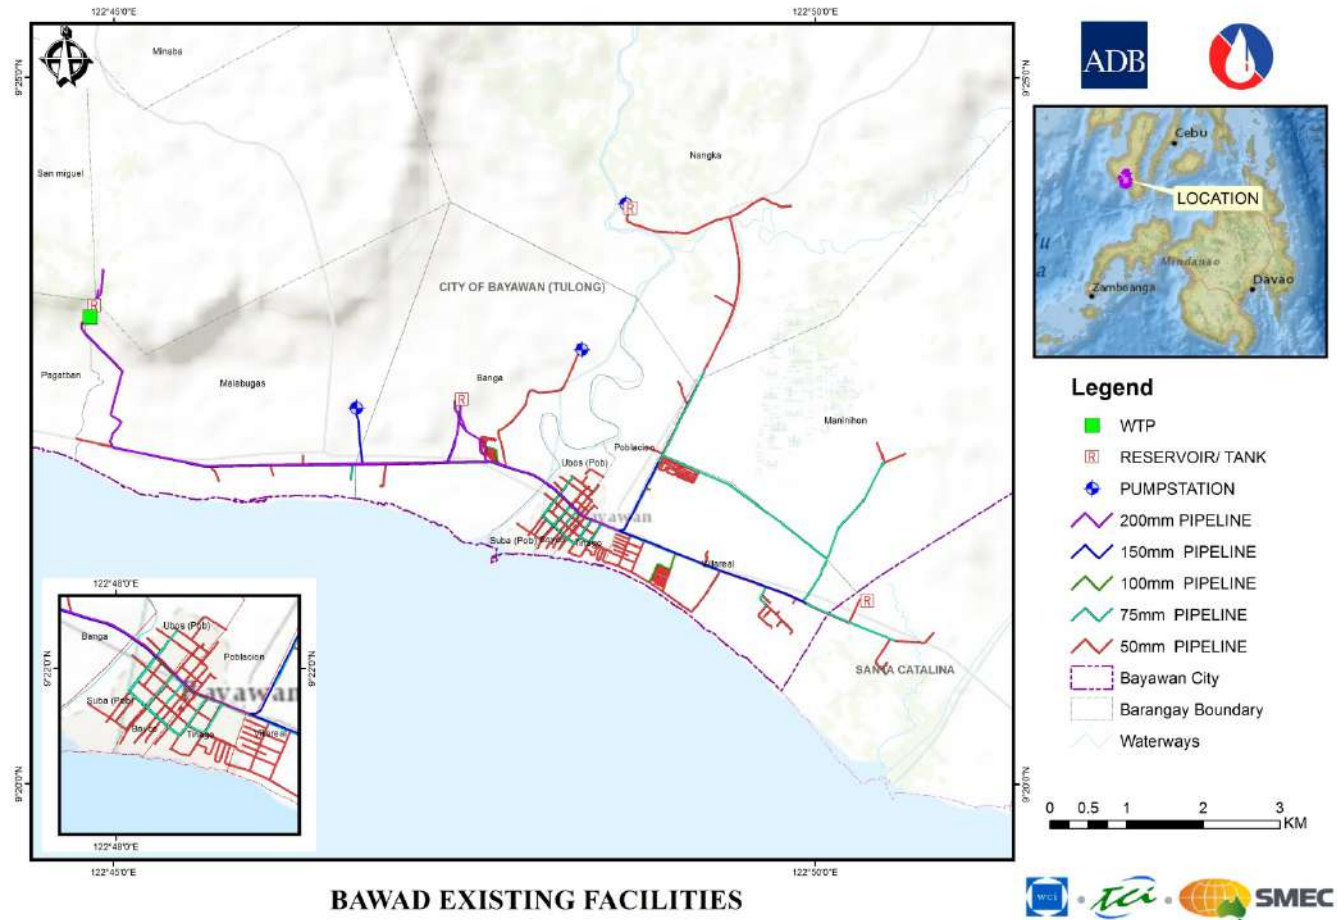 122°45'0"E
122°50'0"E
9°25'0"N
9°25'0"N
Minaba
San miguel
Nangka
CITY OF BAYAWAN (TULONG)
Pagatban
Malabugas
Banga
Maninihon
Poblacion
Ubos (Pob)
Bayawan
Suba (Pob)
Tinago
Villareal
SANTA CATALINA
9°20'0"N
9°20'0"N
122°45'0"E
122°50'0"E
122°48'0"E
Ubos (Pob)
Banga
Poblacion
Bayawan
Suba (Pob)
Tinago
Villareal
9°22'0"N
9°22'0"N
122°48'0"E
ADB
Cebu
LOCATION
Mindanao
Zamboanga
Davao
Legend
WTP
R RESERVOIR/ TANK
PUMPSTATION
200mm PIPELINE
150mm PIPELINE
100mm PIPELINE
75mm PIPELINE
50mm PIPELINE
Bayawan City
Barangay Boundary
Waterways
0 0.5 1 2 3
KM
BAWAD EXISTING FACILITIES
wci
tci
SMEC